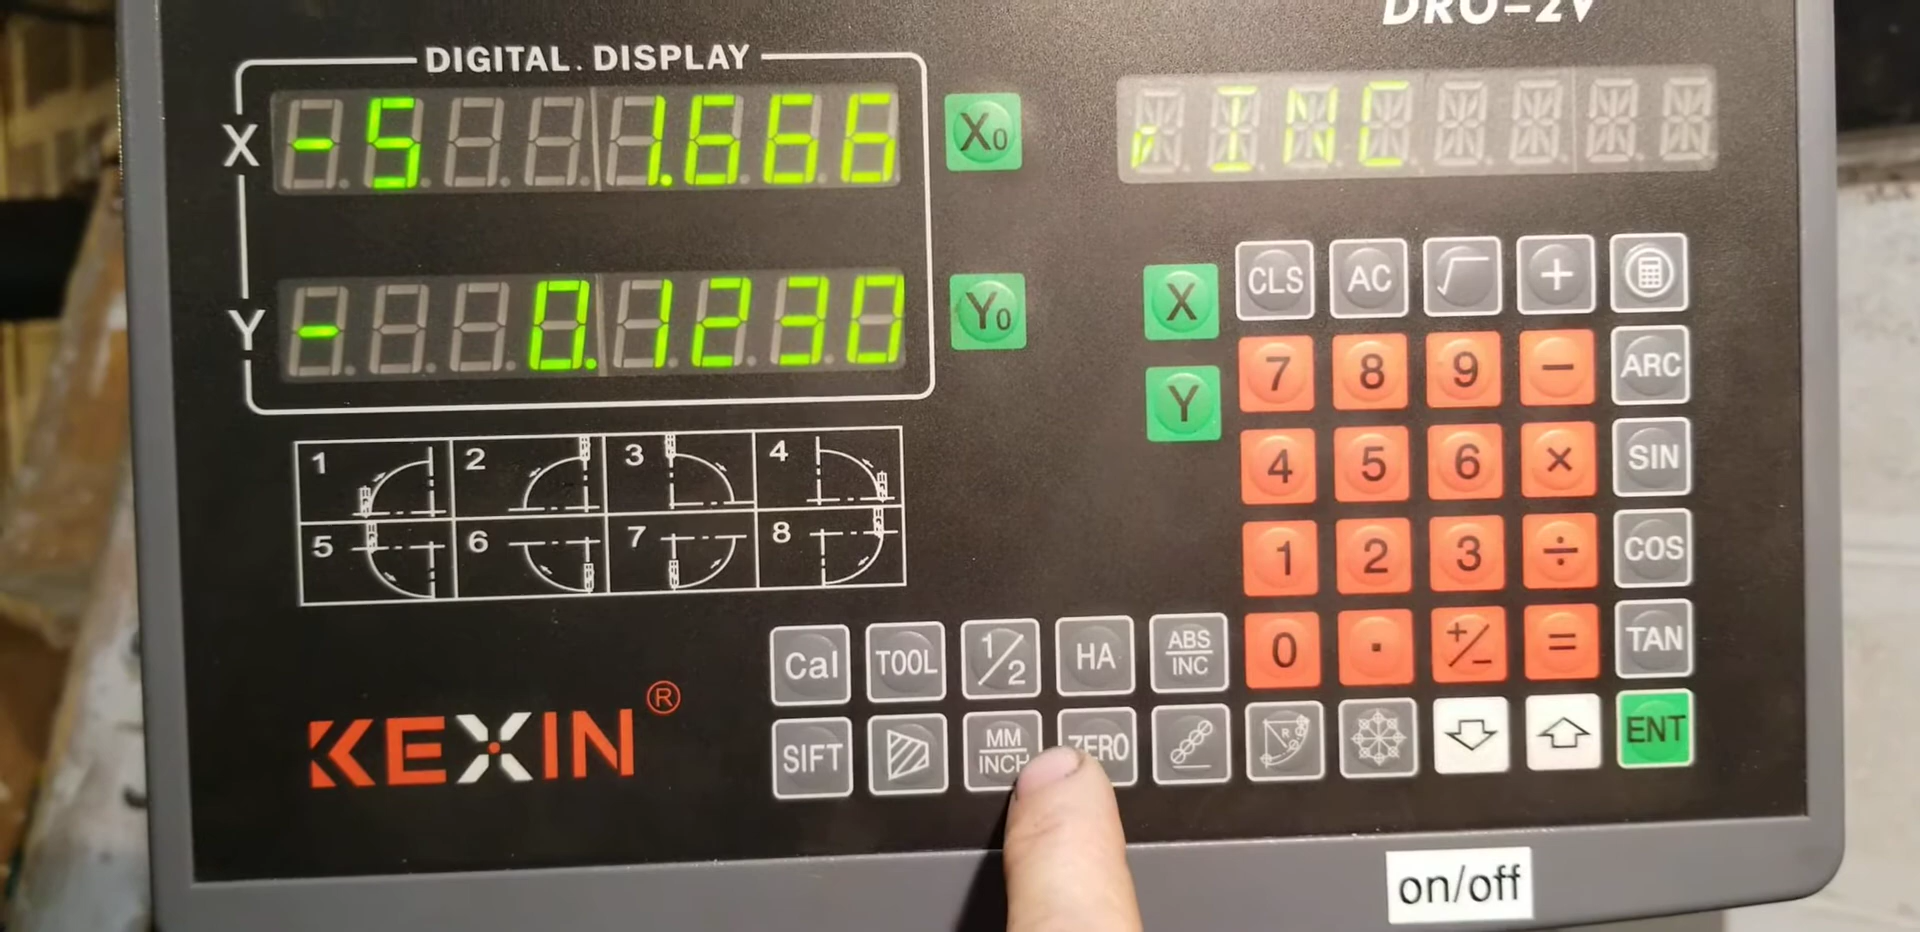 DRO-2V
DIGITAL. DISPLAY
X -5 1.666 X0
INC
Y -0.1230 Y0
X
Y
CLS AC √ +
7 8 9 − ARC
4 5 6 × SIN
1 2 3 ÷ COS
0 . +/− = TAN
1 2 3 4
5 6 7 8
Cal TOOL 1/2 HA ABS/INC
SIFT MM/INCH ZERO R ENT
KEXIN®
on/off